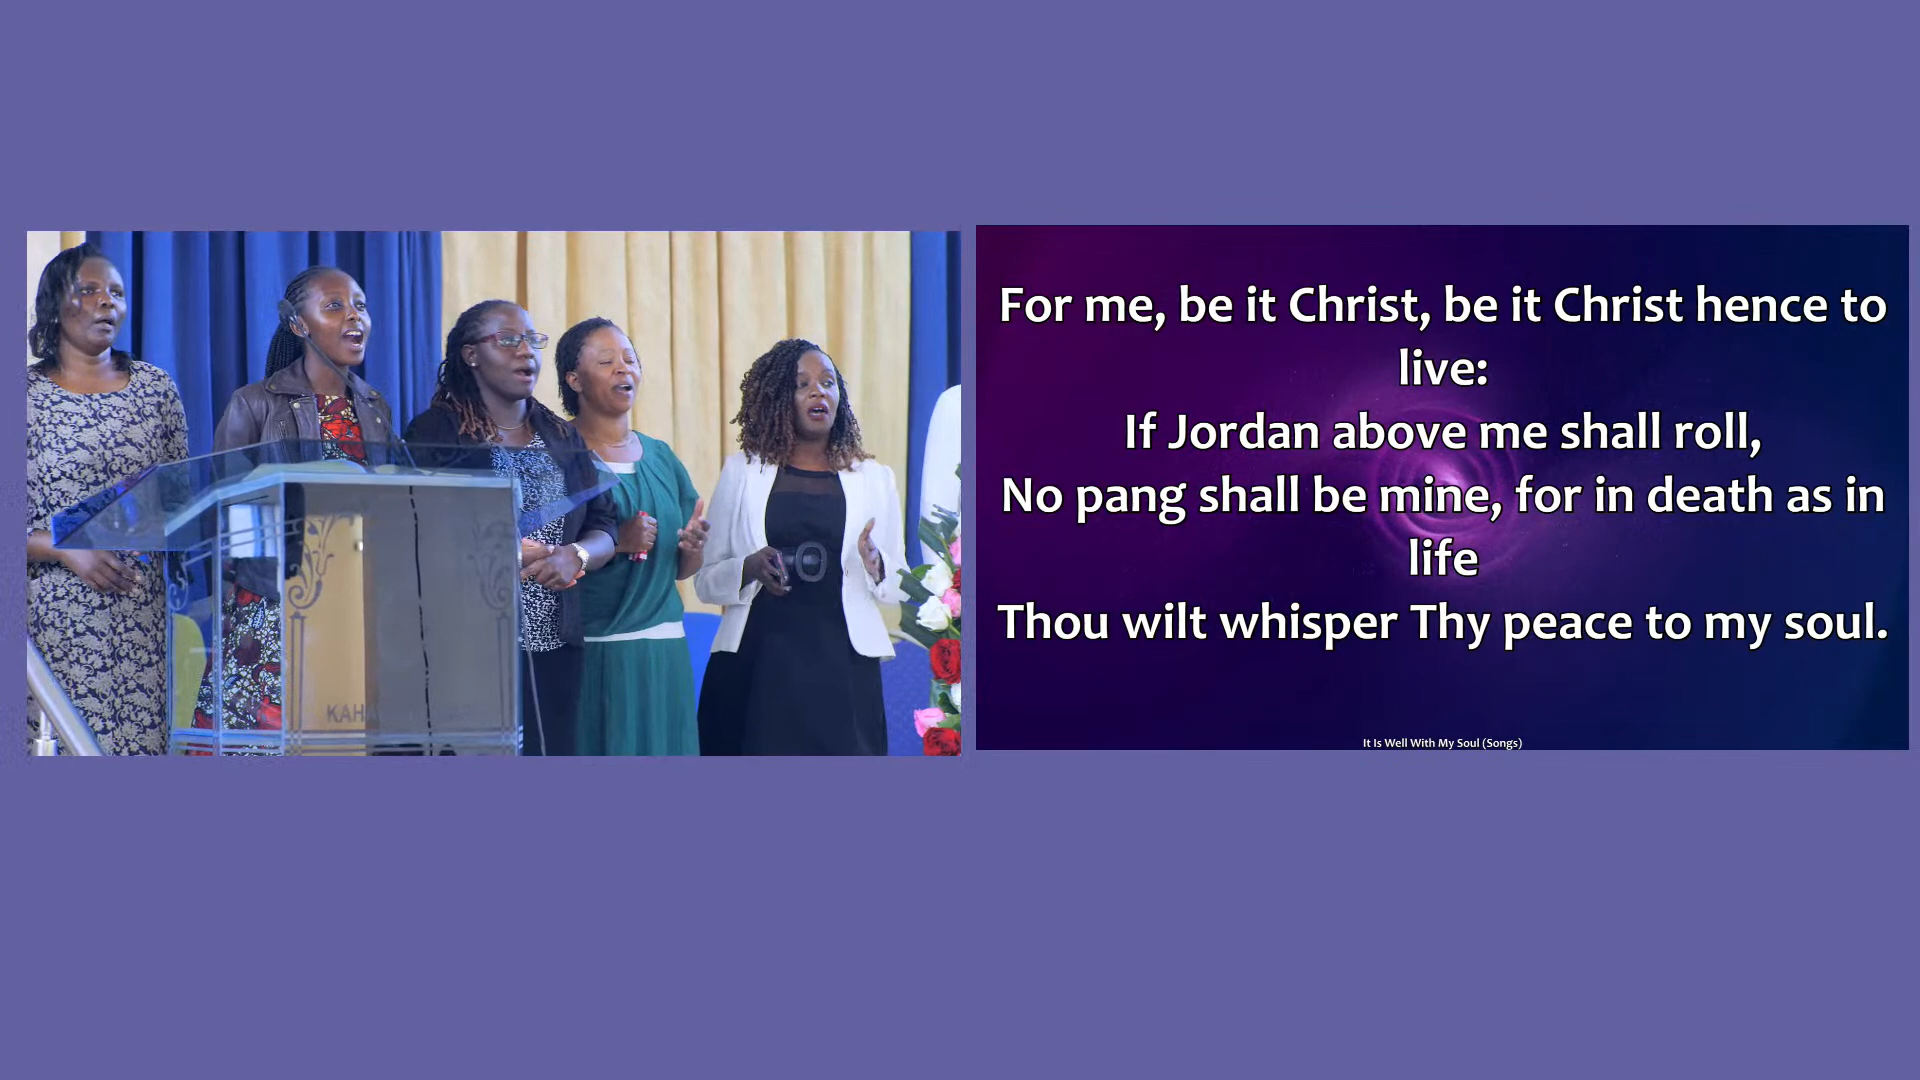 For me, be it Christ, be it Christ hence to
live:
If Jordan above me shall roll,
No pang shall be mine, for in death as in
life
Thou wilt whisper Thy peace to my soul.
It Is Well With My Soul (Songs)
KAH